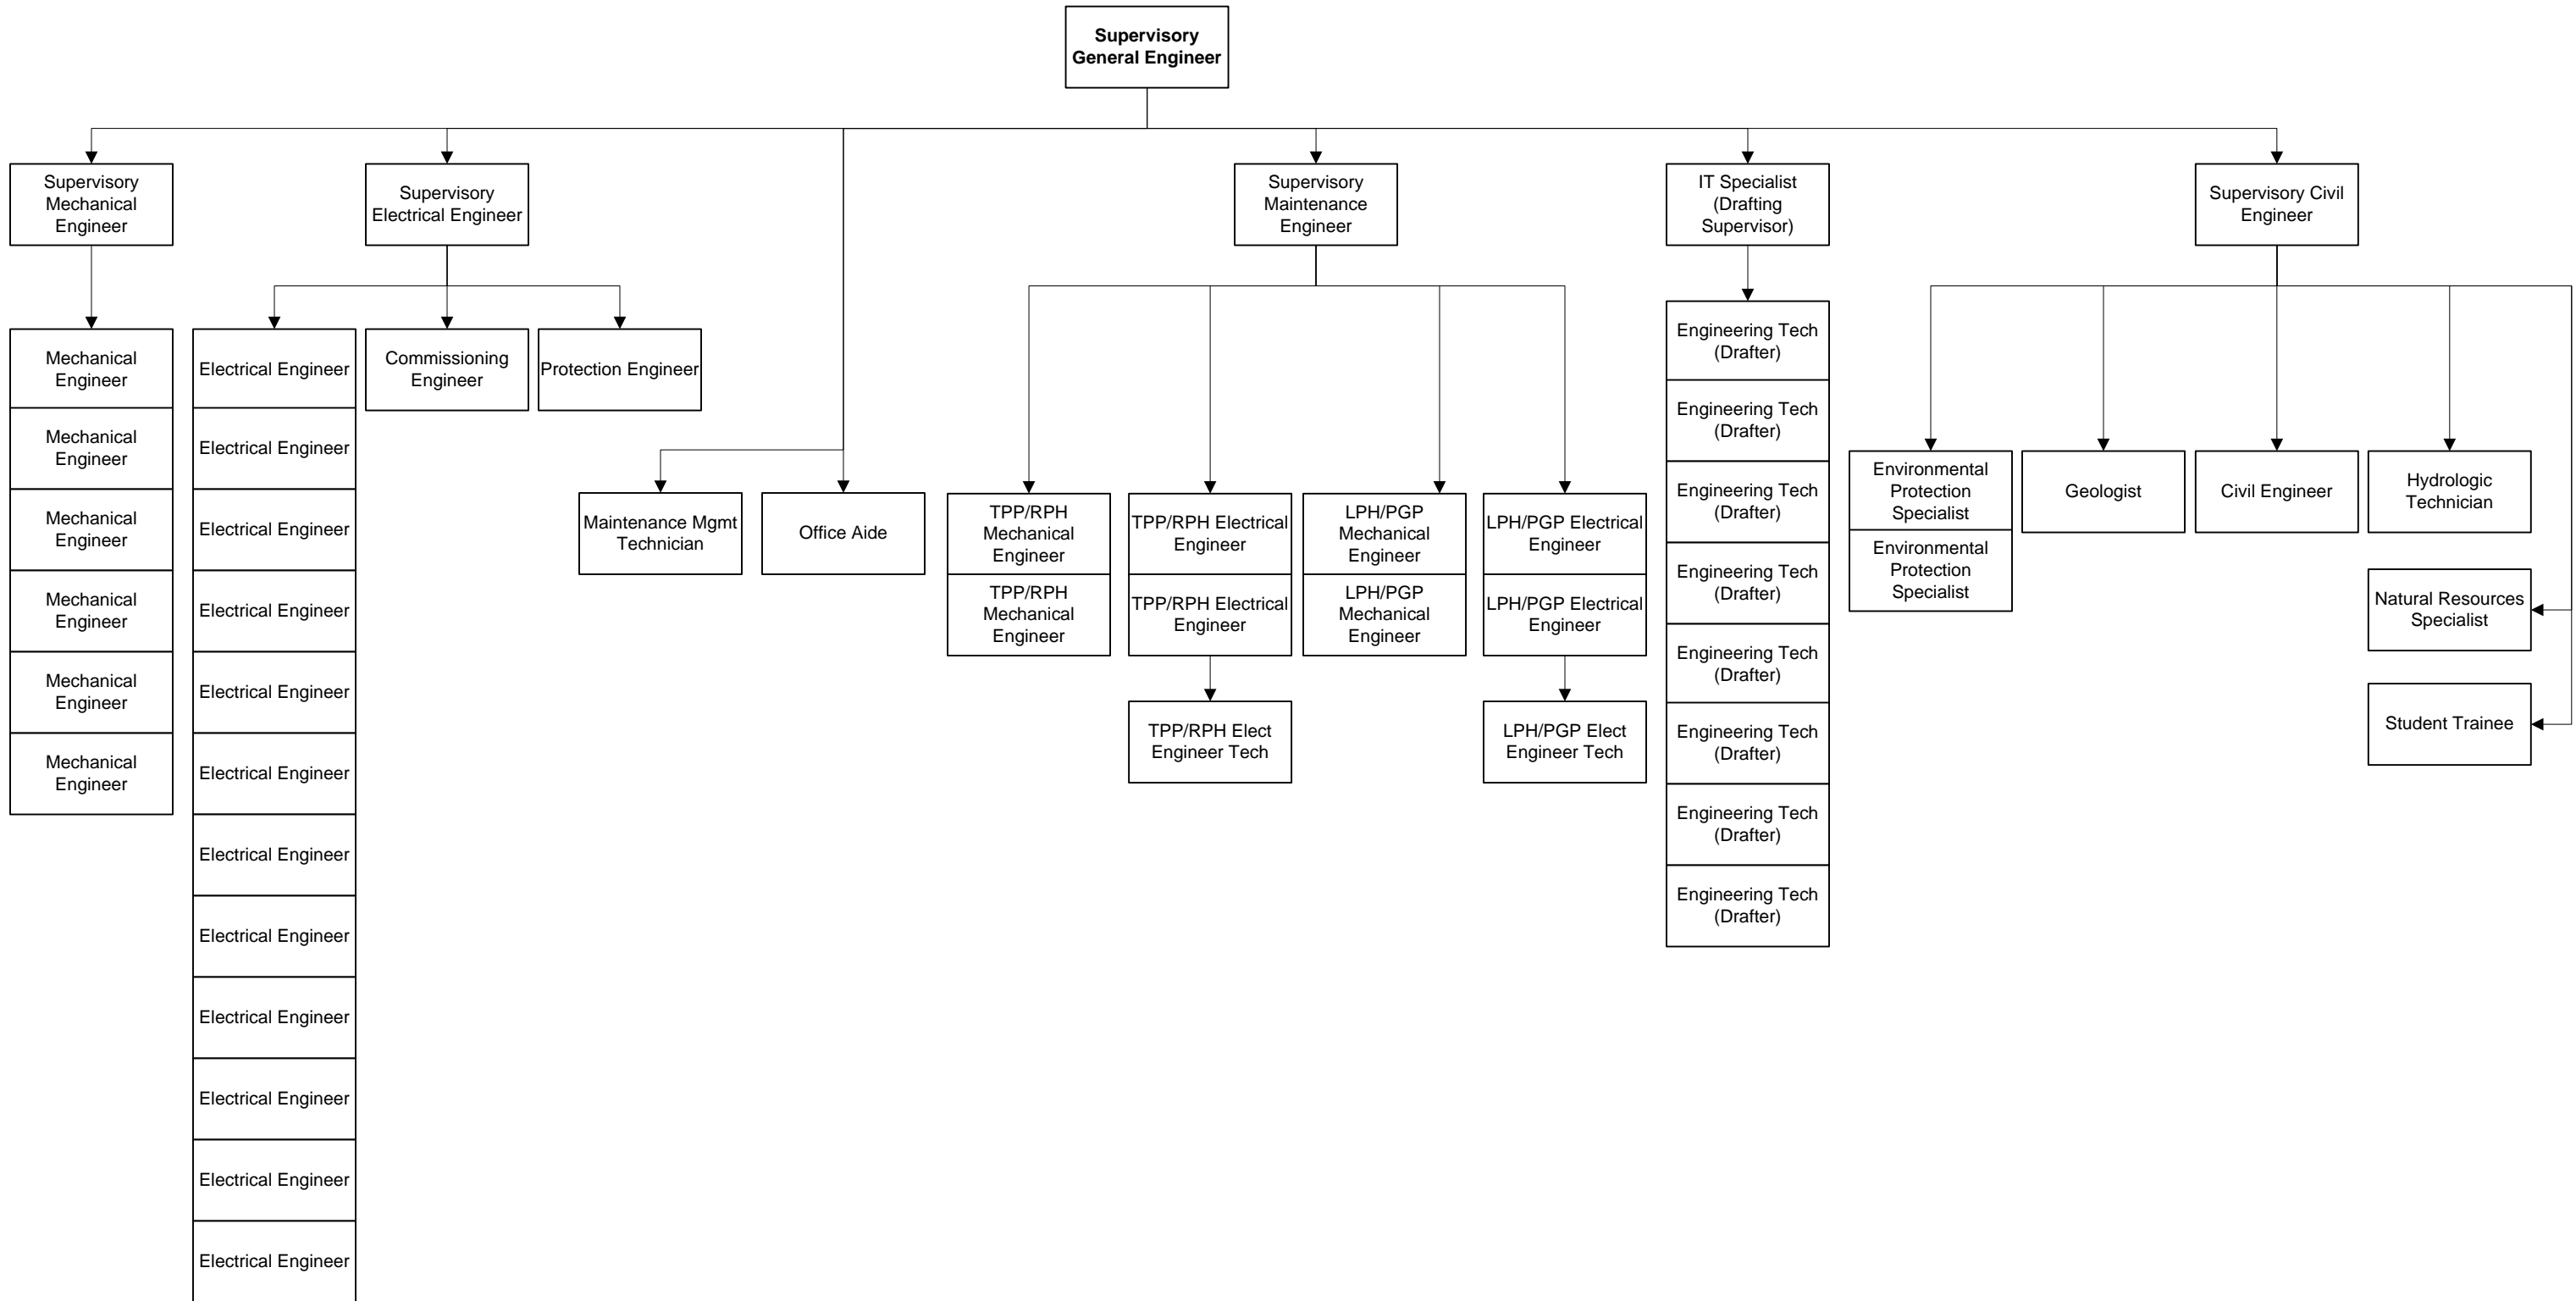 Supervisory
General Engineer
Supervisory
Mechanical
Engineer
Supervisory
Electrical Engineer
Supervisory
Maintenance
Engineer
IT Specialist
(Drafting
Supervisor)
Supervisory Civil
Engineer
Mechanical
Engineer
Mechanical
Engineer
Mechanical
Engineer
Mechanical
Engineer
Mechanical
Engineer
Mechanical
Engineer
Electrical Engineer
Electrical Engineer
Electrical Engineer
Electrical Engineer
Electrical Engineer
Electrical Engineer
Electrical Engineer
Electrical Engineer
Electrical Engineer
Electrical Engineer
Electrical Engineer
Electrical Engineer
Commissioning
Engineer
Protection Engineer
Maintenance Mgmt
Technician
Office Aide
TPP/RPH
Mechanical
Engineer
TPP/RPH
Mechanical
Engineer
TPP/RPH Electrical
Engineer
TPP/RPH Electrical
Engineer
TPP/RPH Elect
Engineer Tech
LPH/PGP
Mechanical
Engineer
LPH/PGP
Mechanical
Engineer
LPH/PGP Electrical
Engineer
LPH/PGP Electrical
Engineer
LPH/PGP Elect
Engineer Tech
Engineering Tech
(Drafter)
Engineering Tech
(Drafter)
Engineering Tech
(Drafter)
Engineering Tech
(Drafter)
Engineering Tech
(Drafter)
Engineering Tech
(Drafter)
Engineering Tech
(Drafter)
Engineering Tech
(Drafter)
Environmental
Protection
Specialist
Environmental
Protection
Specialist
Geologist
Civil Engineer
Hydrologic
Technician
Natural Resources
Specialist
Student Trainee